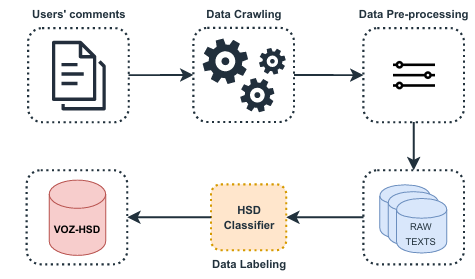 Users' comments
Data Crawling
Data Pre-processing
VOZ-HSD
HSD
Classifier
Data Labeling
RAW
TEXTS